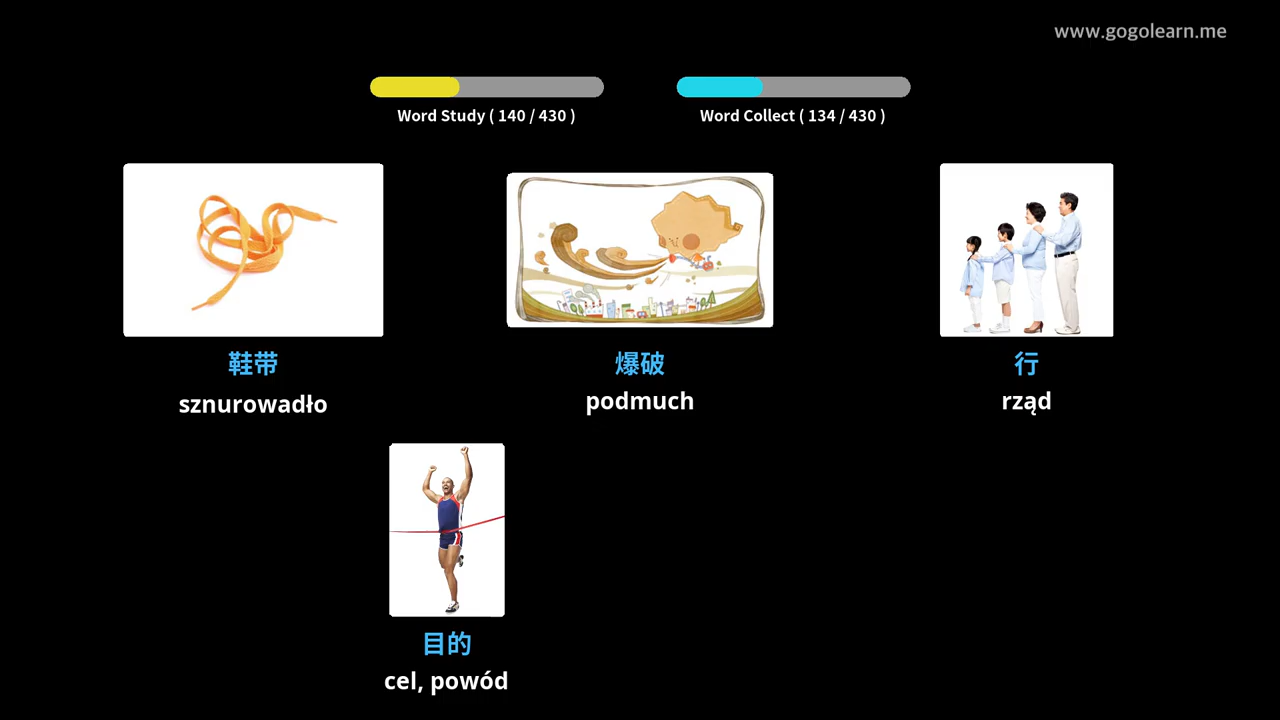 www.gogolearn.me
Word Study ( 140 / 430 )
Word Collect ( 134 / 430 )
鞋带
sznurowadło
爆破
podmuch
行
rząd
目的
cel, powód